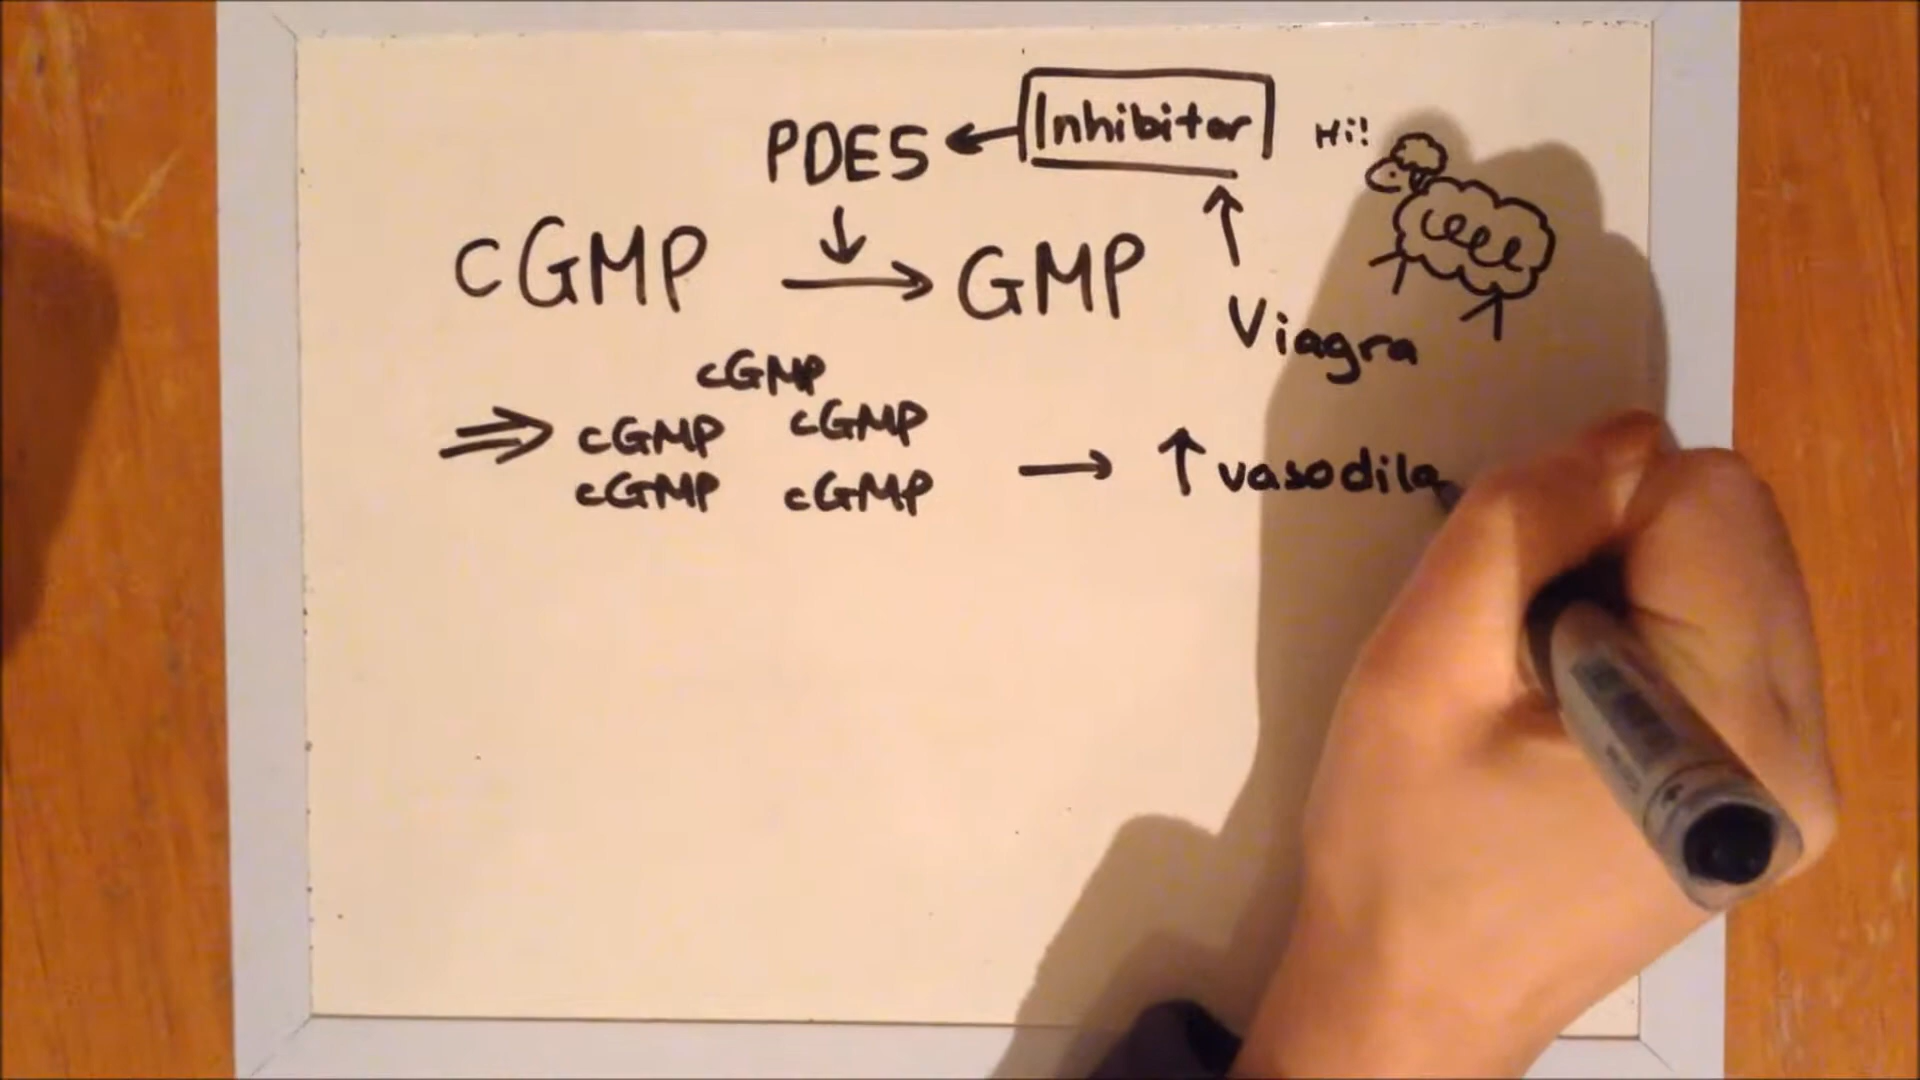 PDE5 ← Inhibitor
Hi!
cGMP → GMP
Viagra
cGMP
⇒ cGMP cGMP
cGMP cGMP
→ ↑ vasodila